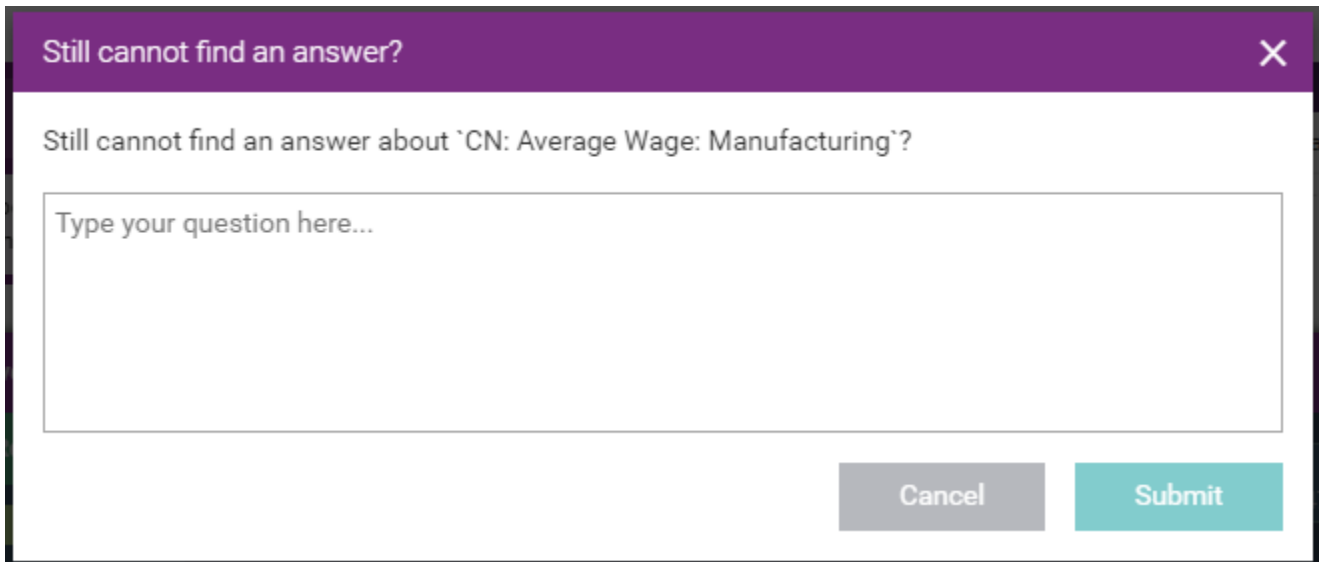 Still cannot find an answer?
Still cannot find an answer about `CN: Average Wage: Manufacturing`?
Type your question here...
Cancel
Submit